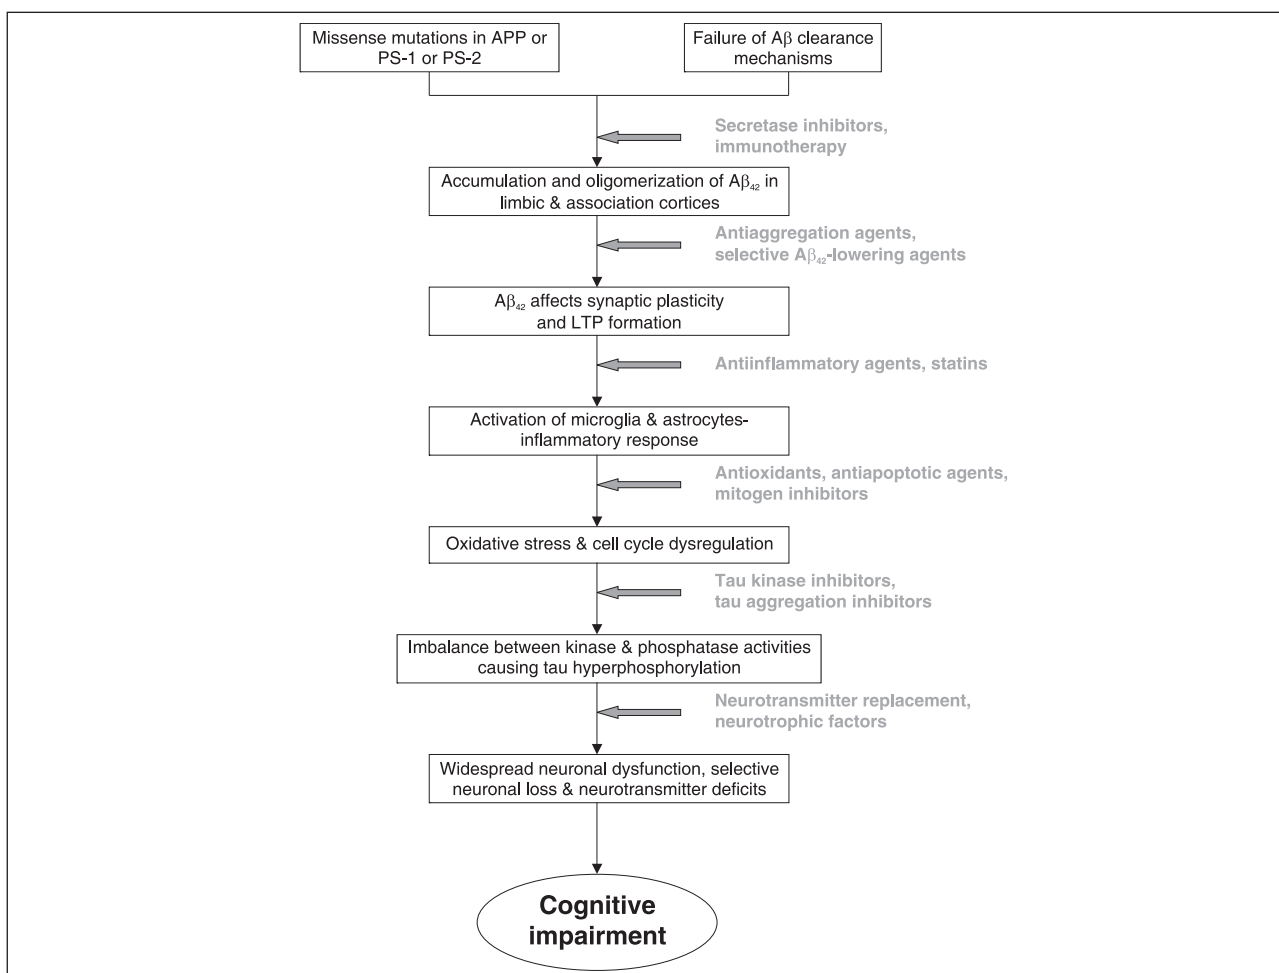 Missense mutations in APP or
PS-1 or PS-2
Failure of Aβ clearance
mechanisms
Secretase inhibitors,
immunotherapy
Accumulation and oligomerization of Aβ₄₂ in
limbic & association cortices
Antiaggregation agents,
selective Aβ₄₂-lowering agents
Aβ₄₂ affects synaptic plasticity
and LTP formation
Antiinflammatory agents, statins
Activation of microglia & astrocytes-
inflammatory response
Antioxidants, antiapoptotic agents,
mitogen inhibitors
Oxidative stress & cell cycle dysregulation
Tau kinase inhibitors,
tau aggregation inhibitors
Imbalance between kinase & phosphatase activities
causing tau hyperphosphorylation
Neurotransmitter replacement,
neurotrophic factors
Widespread neuronal dysfunction, selective
neuronal loss & neurotransmitter deficits
Cognitive
impairment